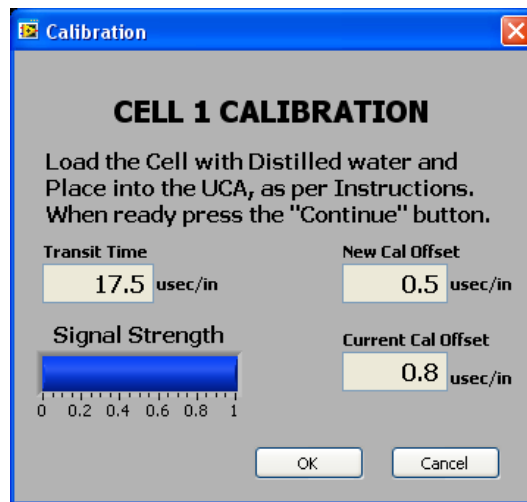 Calibration
CELL 1 CALIBRATION
Load the Cell with Distilled water and
Place into the UCA, as per Instructions.
When ready press the "Continue" button.
Transit Time
17.5 usec/in
New Cal Offset
0.5 usec/in
Signal Strength
0 0.2 0.4 0.6 0.8 1
Current Cal Offset
0.8 usec/in
OK
Cancel